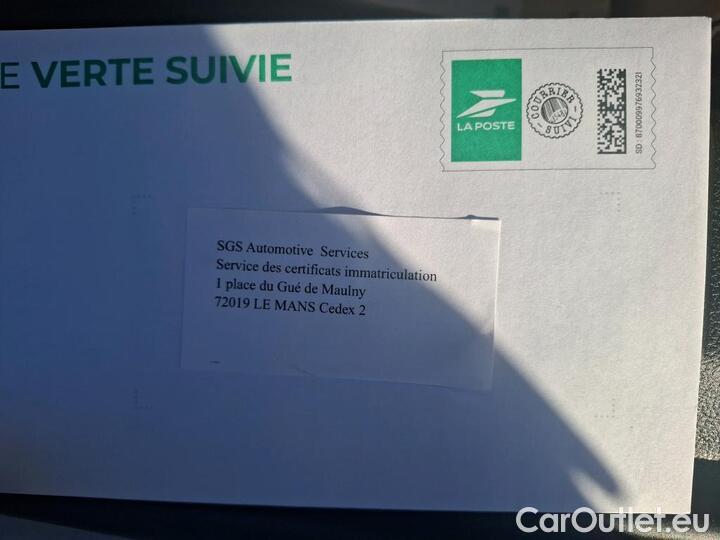 E VERTE SUIVIE
LA POSTE
COURRIER
SUIVI
SD : 87000997693232I
SGS Automotive Services
Service des certificats immatriculation
1 place du Gué de Maulny
72019 LE MANS Cedex 2
CarOutlet.eu